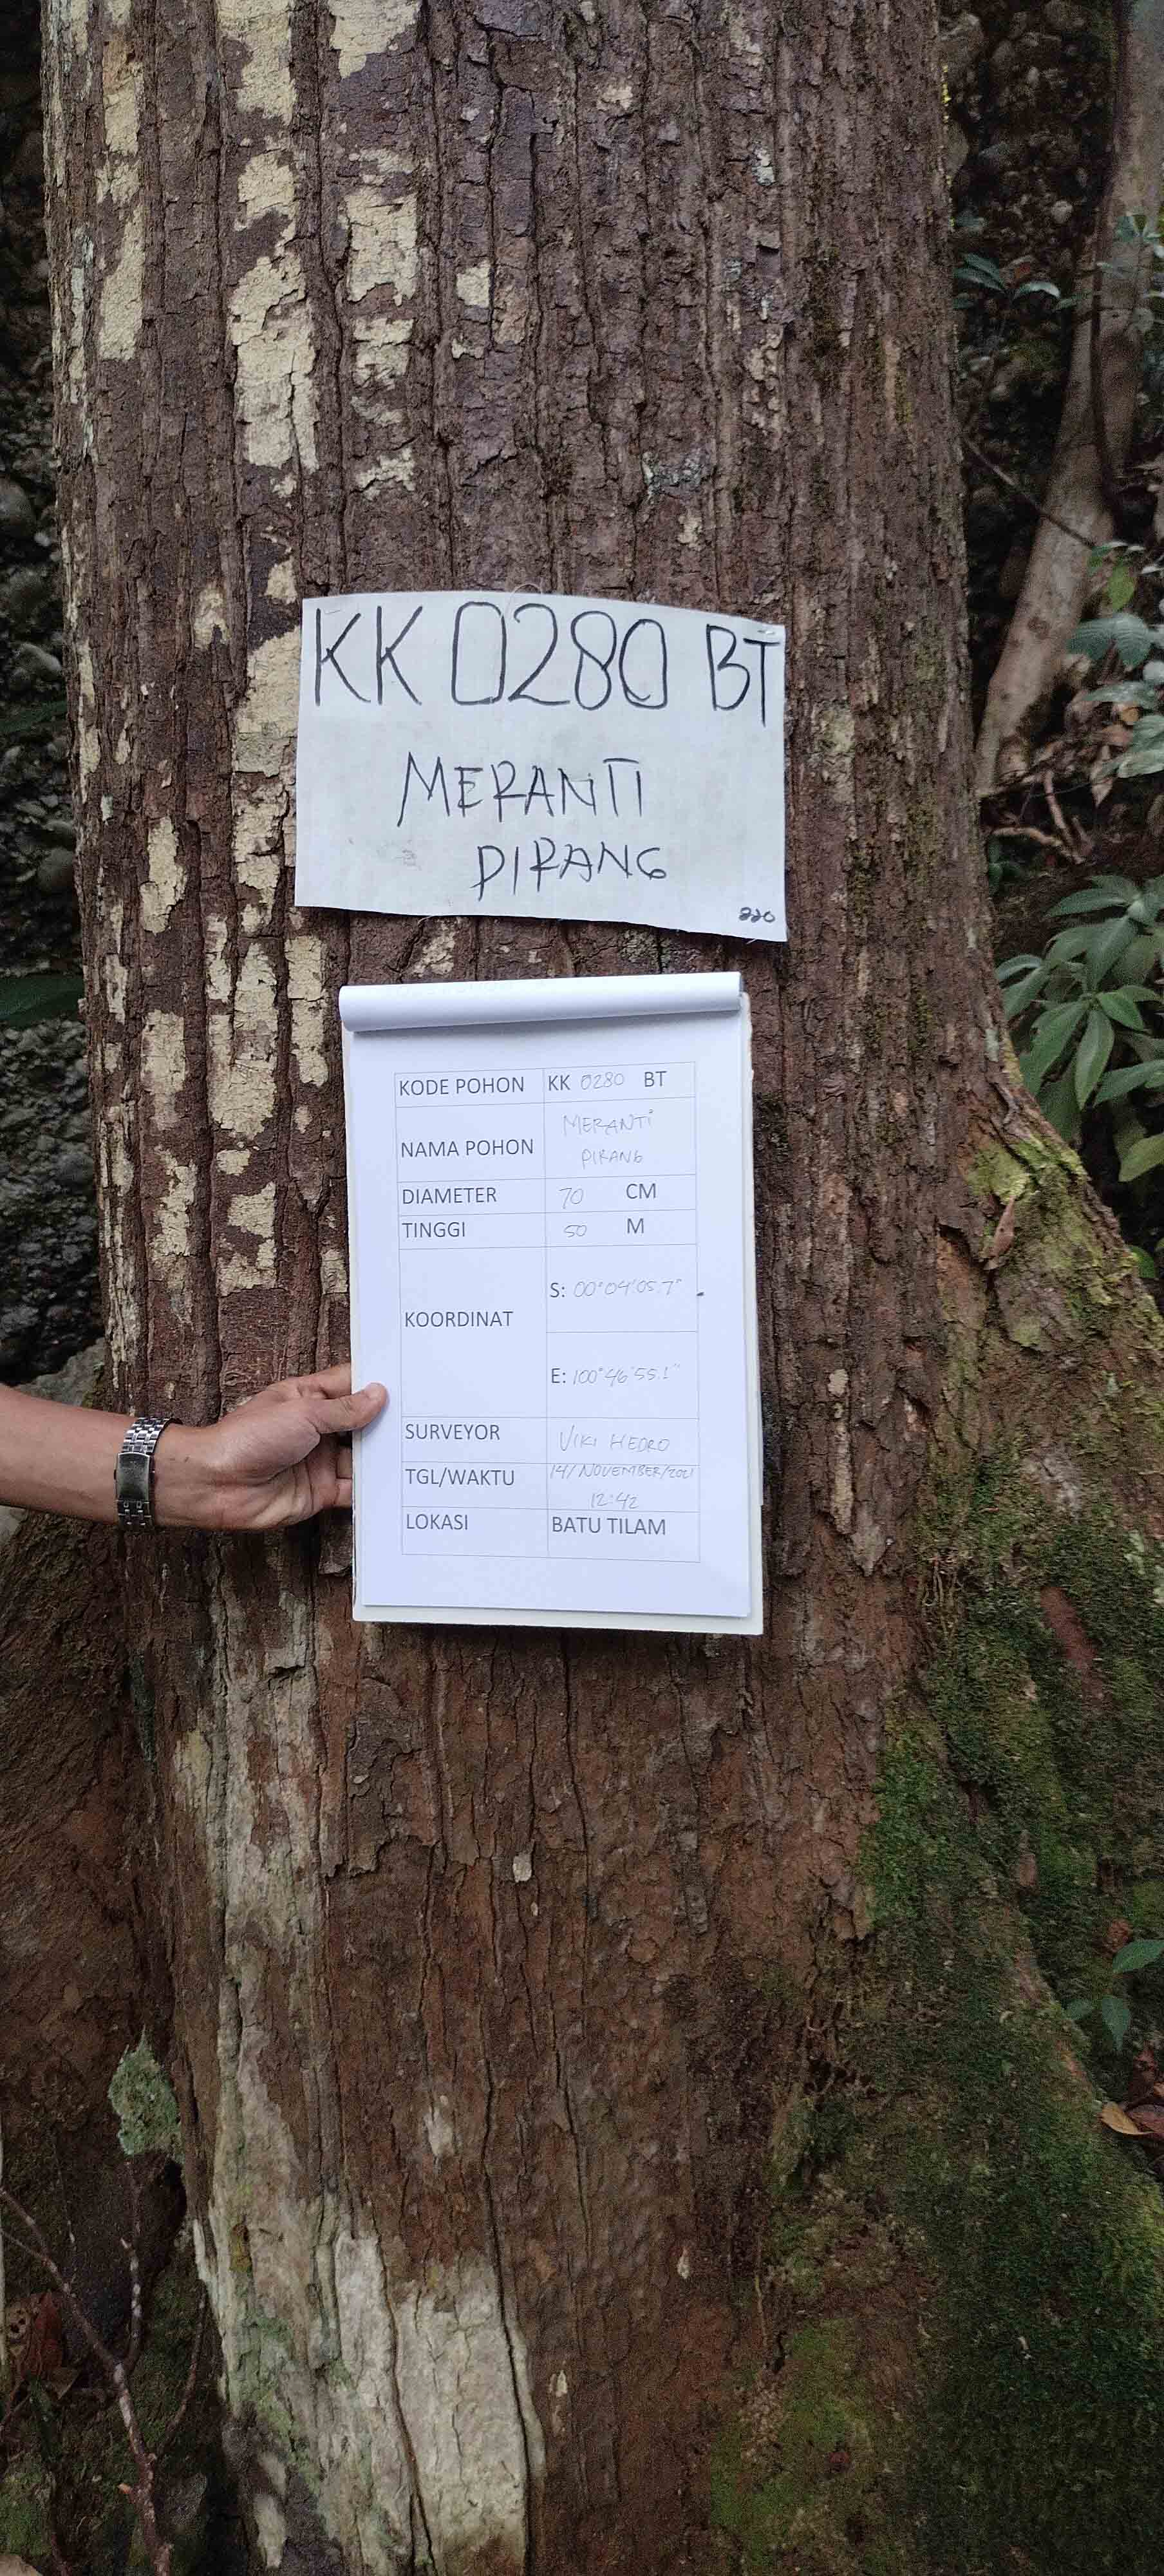 KK 0280 BT
MERANTI
PIRANG
220
KODE POHON KK 0280 BT
NAMA POHON MERANTI PIRANG
DIAMETER 70 CM
TINGGI 50 M
KOORDINAT S: 00°04'05.7"
E: 100°46'55.1"
SURVEYOR VIKI HEDRO
TGL/WAKTU 14/NOVEMBER/2021
12:42
LOKASI BATU TILAM